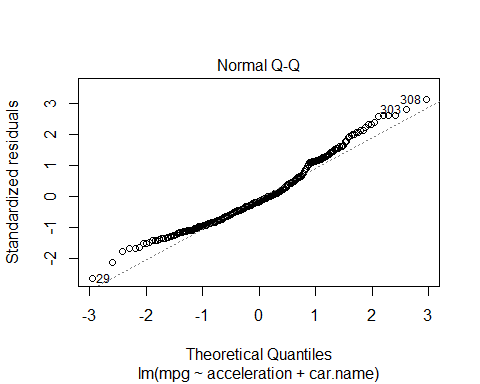 Normal Q-Q
Standardized residuals
3
2
1
0
-1
-2
308
303
29
-3 -2 -1 0 1 2 3
Theoretical Quantiles
lm(mpg ~ acceleration + car.name)